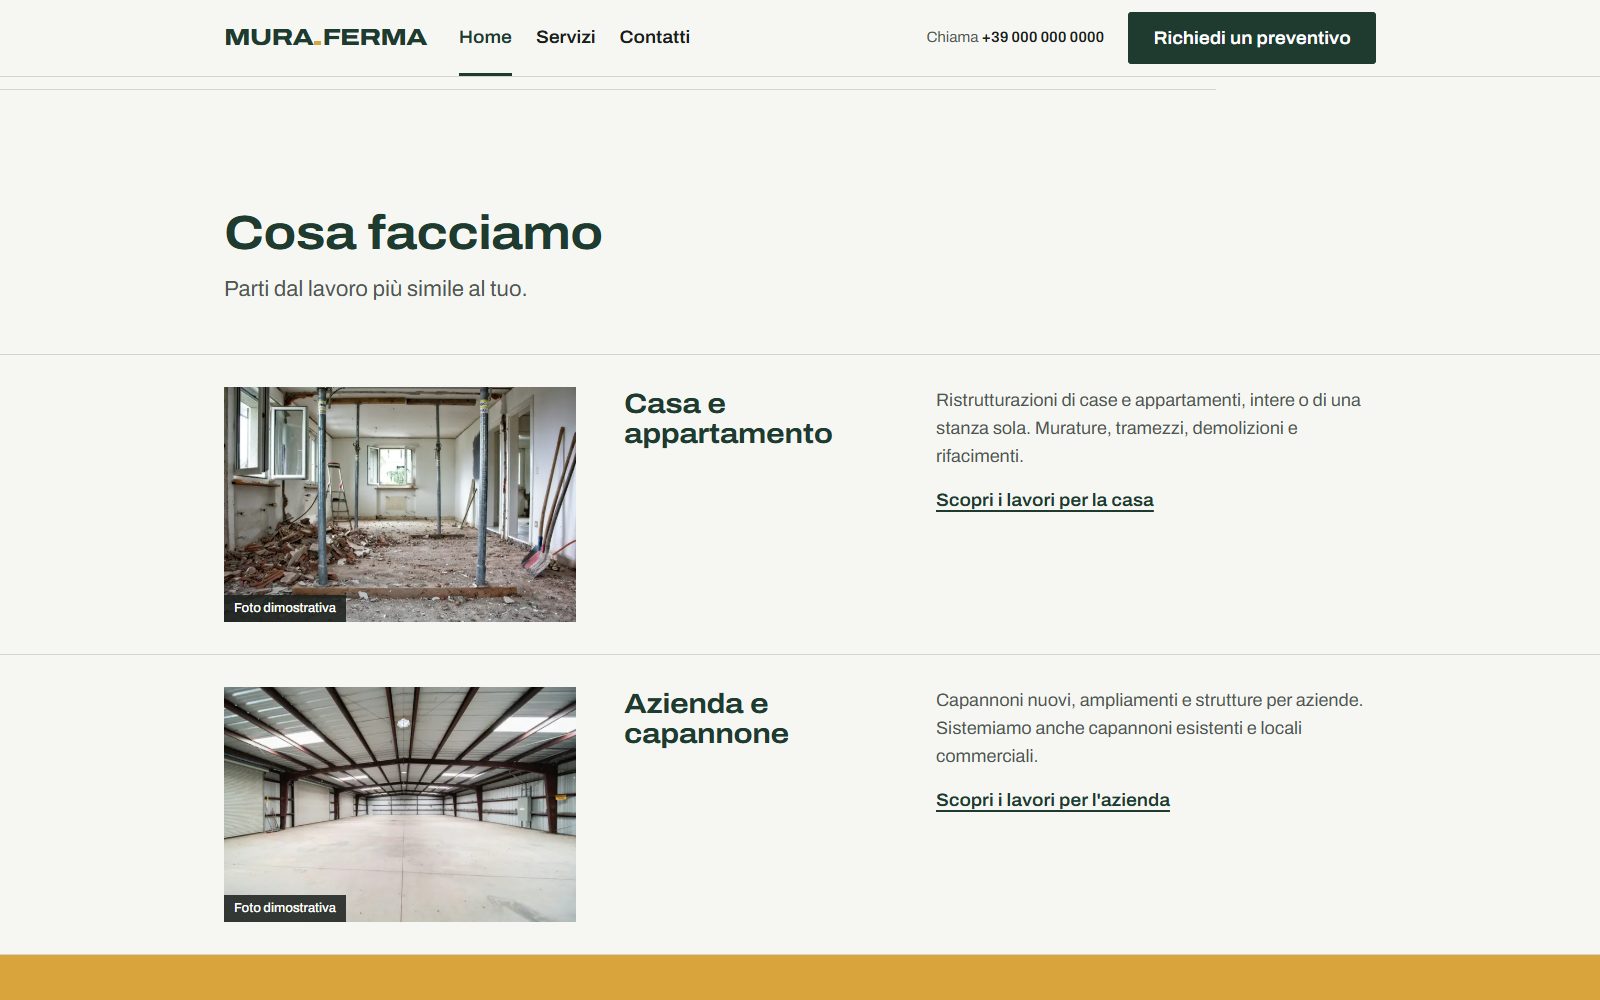 MURA.FERMA
Home
Servizi
Contatti
Chiama +39 000 000 0000
Richiedi un preventivo
Cosa facciamo
Parti dal lavoro più simile al tuo.
Foto dimostrativa
Casa e
appartamento
Ristrutturazioni di case e appartamenti, intere o di una
stanza sola. Murature, tramezzi, demolizioni e
rifacimenti.
Scopri i lavori per la casa
Foto dimostrativa
Azienda e
capannone
Capannoni nuovi, ampliamenti e strutture per aziende.
Sistemiamo anche capannoni esistenti e locali
commerciali.
Scopri i lavori per l'azienda